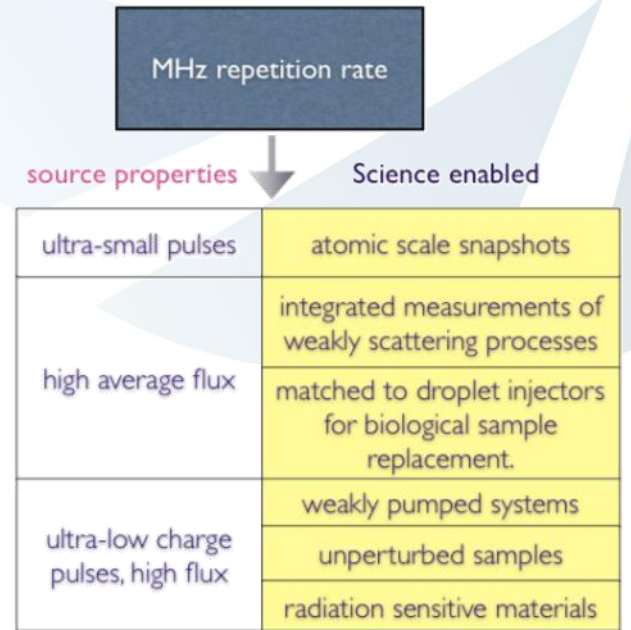 MHz repetition rate
source properties
Science enabled
ultra-small pulses
atomic scale snapshots
high average flux
integrated measurements of
weakly scattering processes
matched to droplet injectors
for biological sample
replacement.
ultra-low charge
pulses, high flux
weakly pumped systems
unperturbed samples
radiation sensitive materials